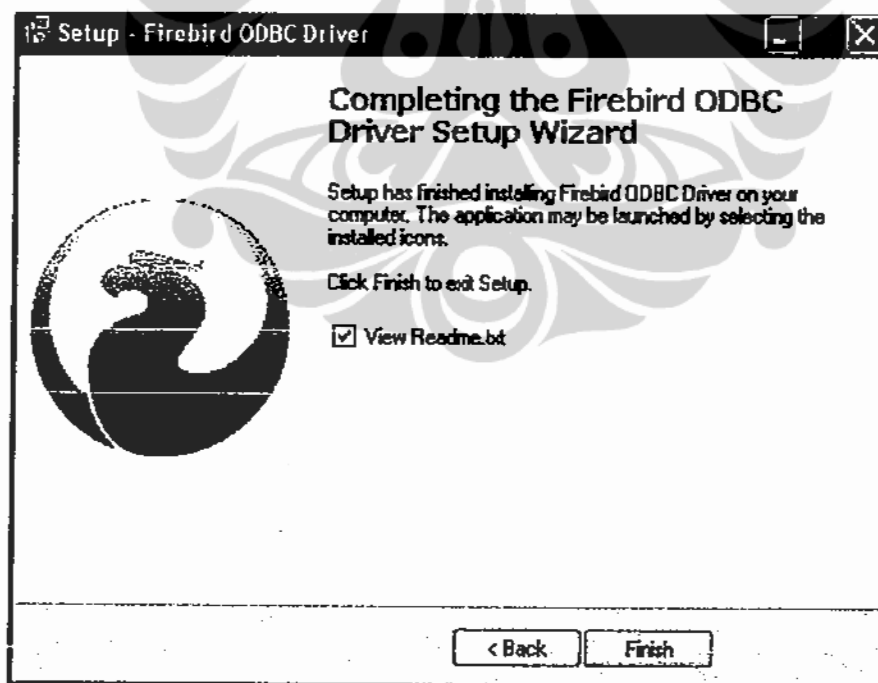 Setup - Firebird ODBC Driver
Completing the Firebird ODBC
Driver Setup Wizard
Setup has finished installing Firebird ODBC Driver on your
computer. The application may be launched by selecting the
installed icons.
Click Finish to exit Setup.
View Readme.txt
< Back
Finish